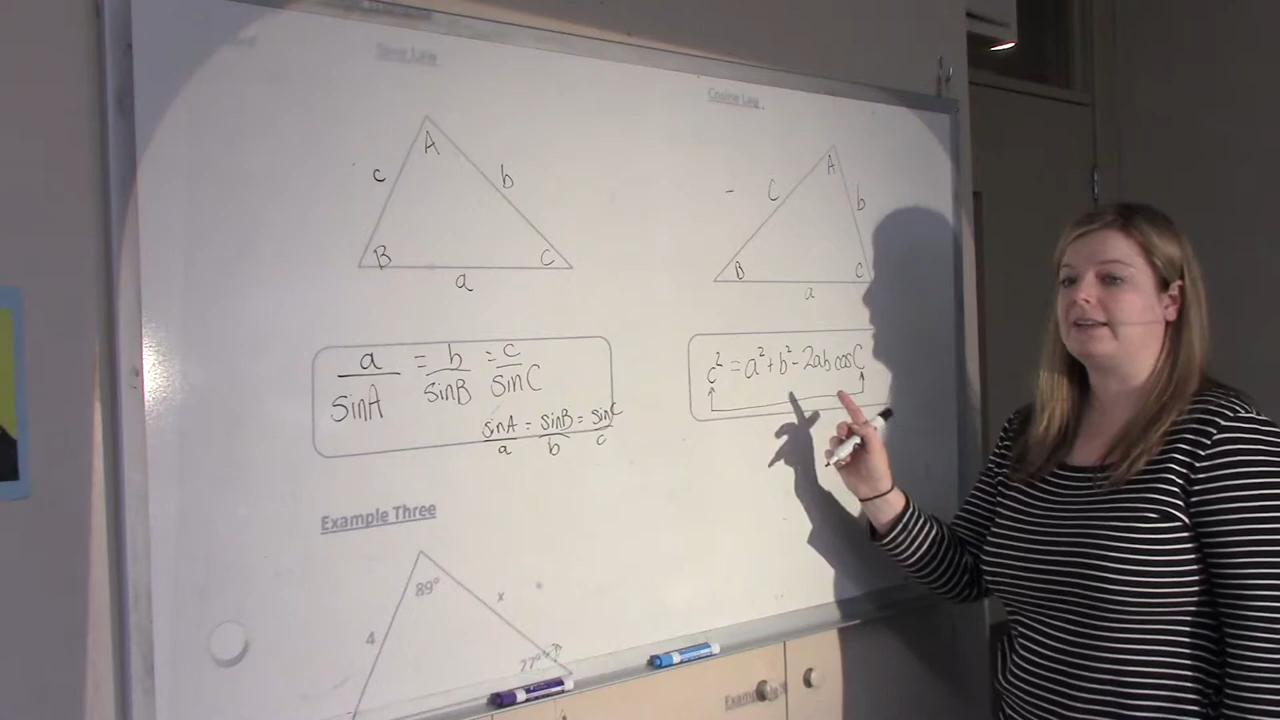 Sine Law
A
c
b
B
C
a
a/sinA = b/sinB = c/sinC
sinA/a = sinB/b = sinC/c
Cosine Law
A
c
b
B
C
a
c² = a² + b² - 2ab cosC
Example Three
89°
x
4
77°